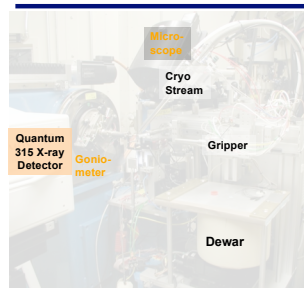 Micro-
scope
Cryo
Stream
Quantum
315 X-ray
Detector
Gonio-
meter
Gripper
Dewar